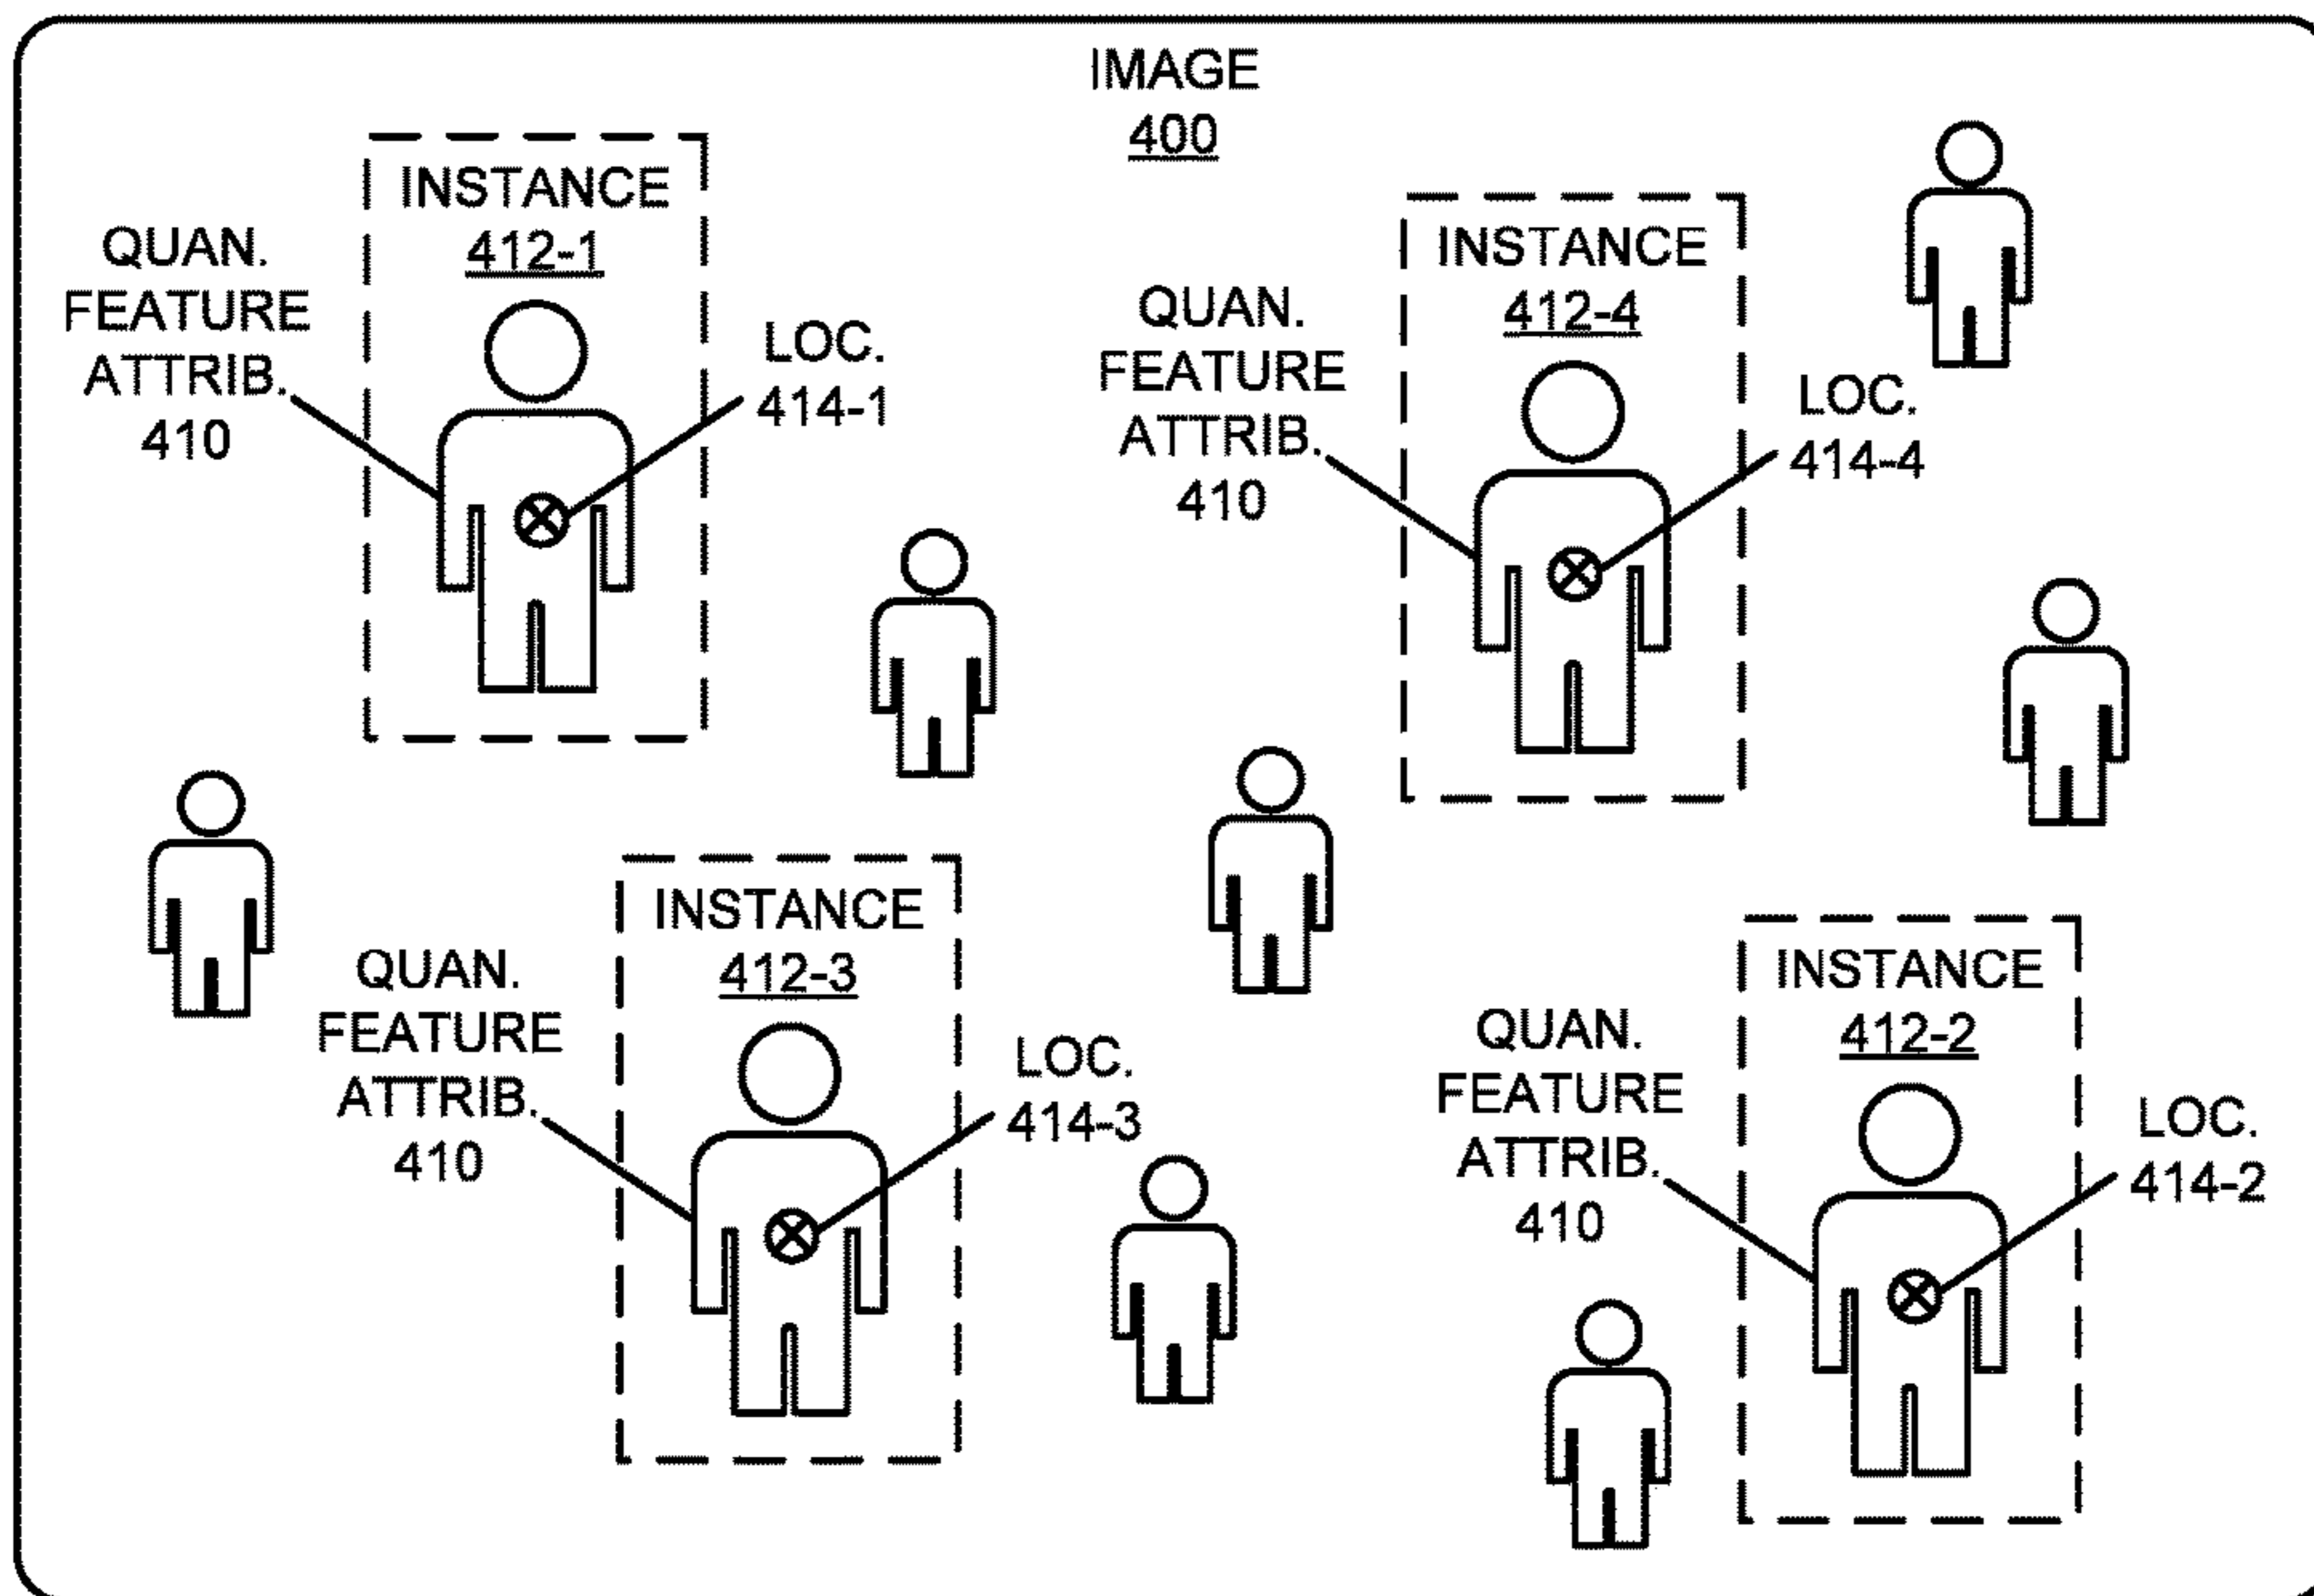 IMAGE
400
INSTANCE
412-1
QUAN.
FEATURE
ATTRIB.
410
LOC.
414-1
INSTANCE
412-4
QUAN.
FEATURE
ATTRIB.
410
LOC.
414-4
INSTANCE
412-3
QUAN.
FEATURE
ATTRIB.
410
LOC.
414-3
INSTANCE
412-2
QUAN.
FEATURE
ATTRIB.
410
LOC.
414-2